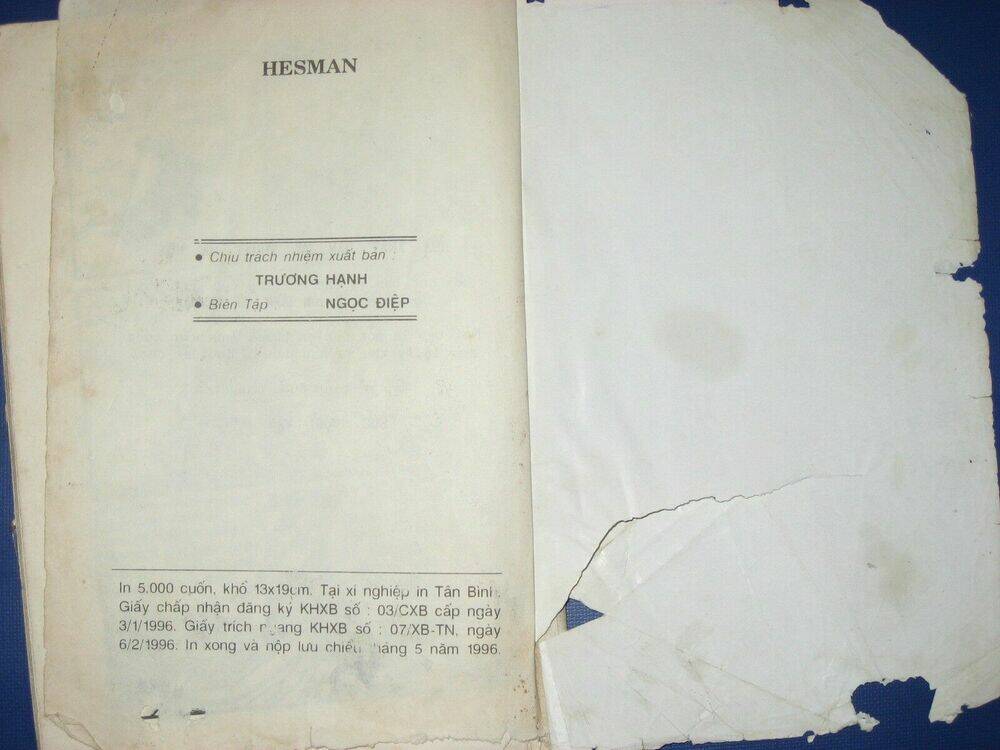 HESMAN
● Chịu trách nhiệm xuất bản :
TRƯƠNG HẠNH
● Biên Tập NGỌC ĐIỆP
In 5.000 cuốn, khổ 13x19cm. Tại xí nghiệp in Tân Bình.
Giấy chấp nhận đăng ký KHXB số : 03/CXB cấp ngày
3/1/1996. Giấy trích ngang KHXB số : 07/XB-TN, ngày
6/2/1996. In xong và nộp lưu chiểu tháng 5 năm 1996.